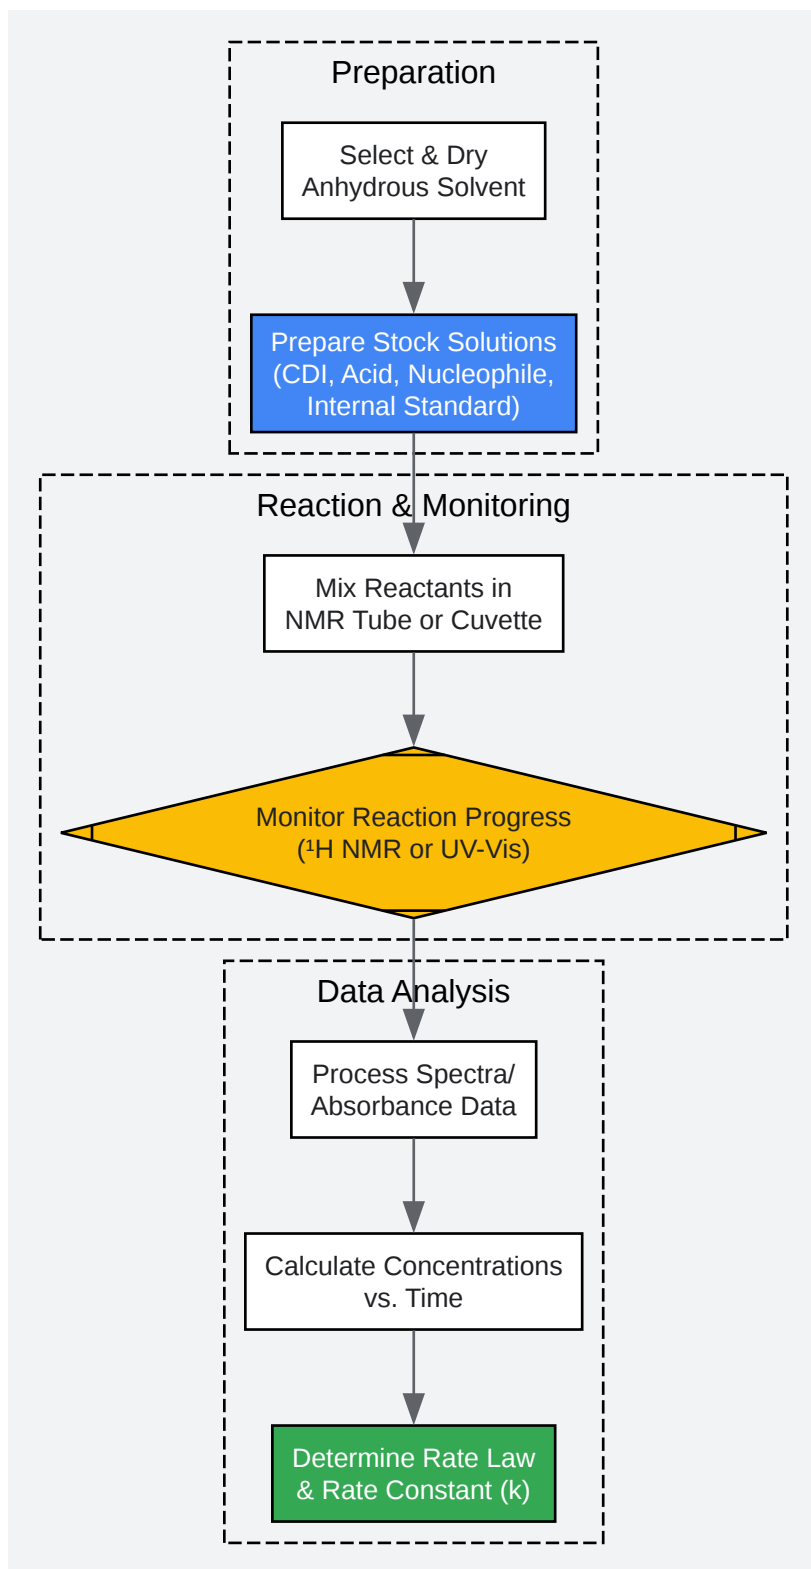 Preparation
Select & Dry
Anhydrous Solvent
Prepare Stock Solutions
(CDI, Acid, Nucleophile,
Internal Standard)
Reaction & Monitoring
Mix Reactants in
NMR Tube or Cuvette
Monitor Reaction Progress
(¹H NMR or UV-Vis)
Data Analysis
Process Spectra/
Absorbance Data
Calculate Concentrations
vs. Time
Determine Rate Law
& Rate Constant (k)